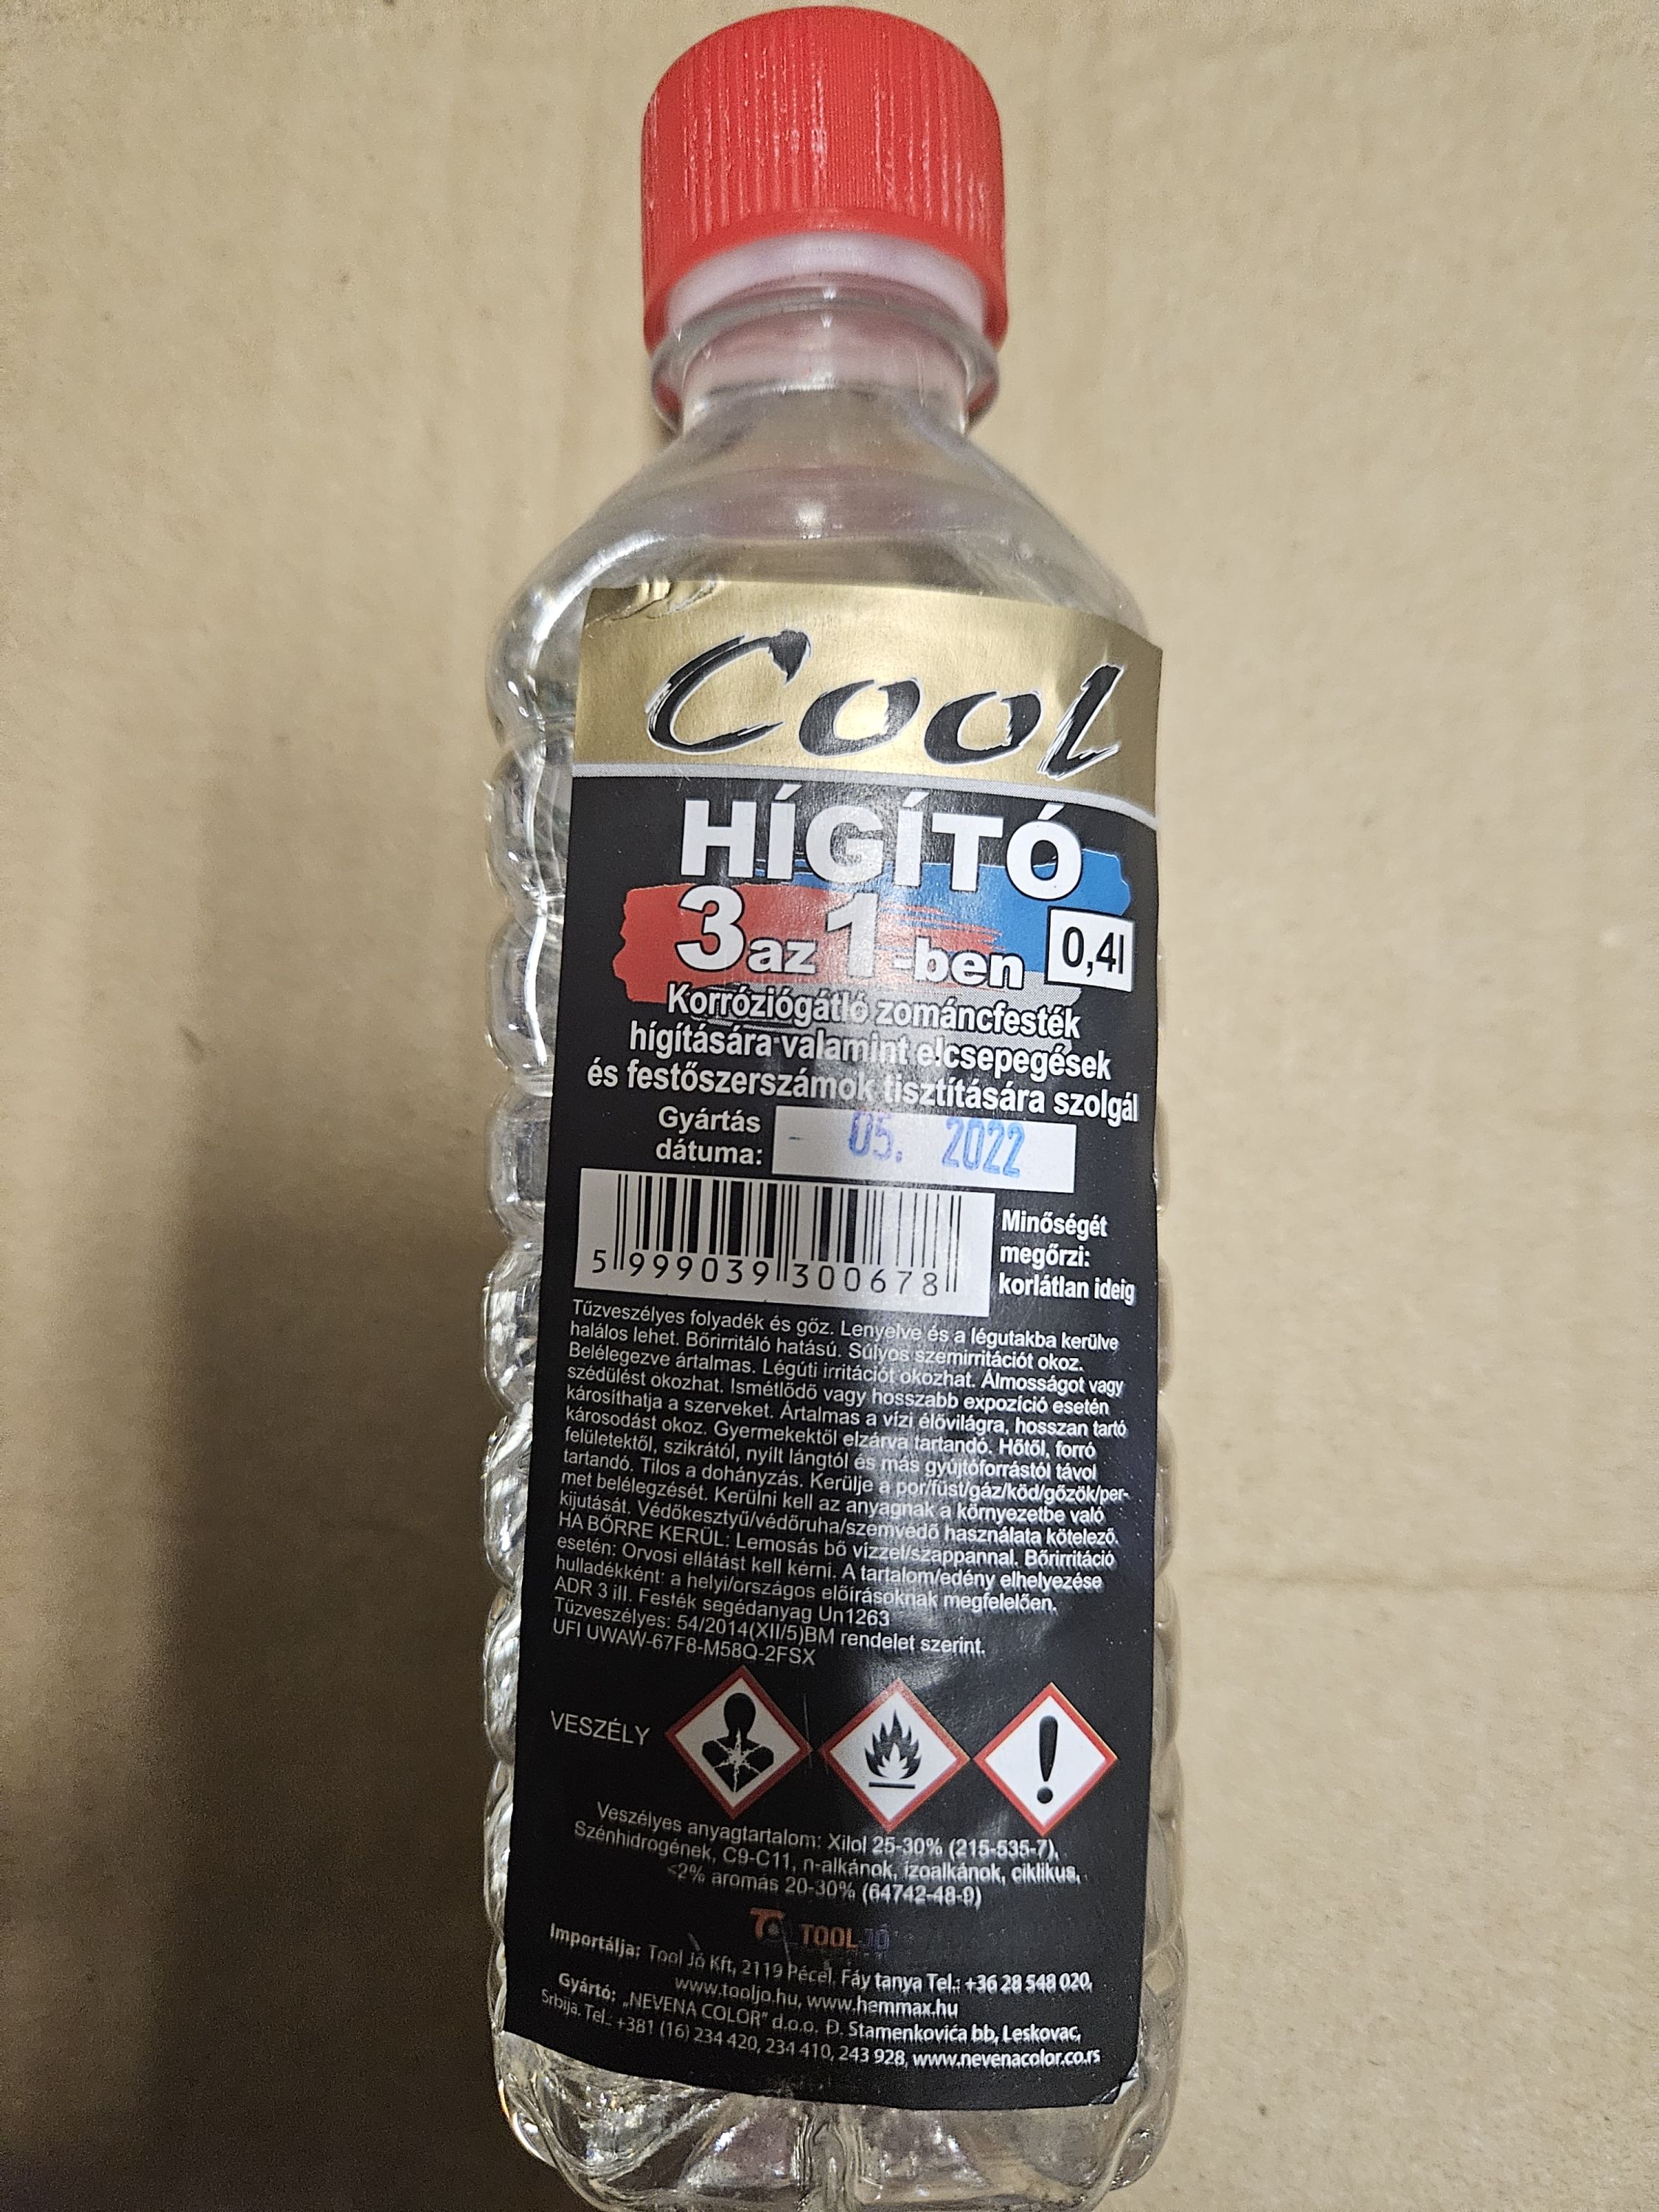 Cool
HÍGÍTÓ
3 az 1-ben
0,4l
Korróziógátló zománcfesték
hígítására valamint elcsepegések
és festőszerszámok tisztítására szolgál
Gyártás
dátuma:
- 05. 2022
5 999039 300678
Minőségét
megőrzi:
korlátlan ideig
Tűzveszélyes folyadék és gőz. Lenyelve és a légutakba kerülve
halálos lehet. Bőrirritáló hatású. Súlyos szemirritációt okoz.
Belélegezve ártalmas. Légúti irritációt okozhat. Álmosságot vagy
szédülést okozhat. Ismétlődő vagy hosszabb expozíció esetén
károsíthatja a szerveket. Ártalmas a vízi élővilágra, hosszan tartó
károsodást okoz. Gyermekektől elzárva tartandó. Hőtől, forró
felületektől, szikrától, nyílt lángtól és más gyújtóforrástól távol
tartandó. Tilos a dohányzás. Kerülje a por/füst/gáz/köd/gőzök/per-
met belélegzését. Kerülni kell az anyagnak a környezetbe való
kijutását. Védőkesztyű/védőruha/szemvédő használata kötelező.
HA BŐRRE KERÜL: Lemosás bő vízzel/szappannal. Bőrirritáció
esetén: Orvosi ellátást kell kérni. A tartalom/edény elhelyezése
hulladékként: a helyi/országos előírásoknak megfelelően.
ADR 3 iII. Festék segédanyag Un1263
Tűzveszélyes: 54/2014(XII/5)BM rendelet szerint.
UFI UWAW-67F8-M58Q-2FSX
VESZÉLY
Veszélyes anyagtartalom: Xilol 25-30% (215-535-7),
Szénhidrogének, C9-C11, n-alkánok, izoalkánok, ciklikus,
<2% aromás 20-30% (64742-48-9)
TOOL-JÓ
Importálja: Tool Jó Kft, 2119 Pécel, Fáy tanya Tel.: +36 28 548 020,
www.tooljo.hu, www.hemmax.hu
Gyártó: „NEVENA COLOR” d.o.o. Đ. Stamenkovića bb, Leskovac,
Srbija. Tel.: +381 (16) 234 420, 234 410, 243 928, www.nevenacolor.co.rs